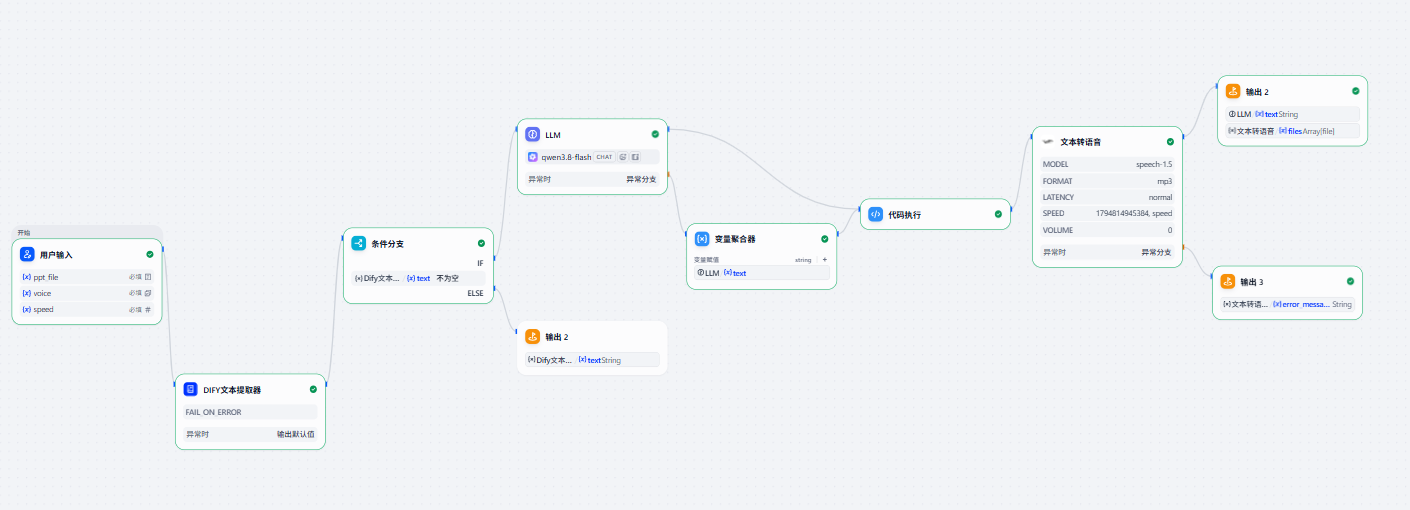 开始
用户输入
{x} ppt_file 必填
{x} voice 必填
{x} speed 必填 #
DIFY文本提取器
FAIL_ON_ERROR
异常时 输出默认值
条件分支
IF
Dify文本... {x} text 不为空
ELSE
LLM
qwen3.8-flash CHAT
异常时 异常分支
输出 2
Dify文本... {x} text String
变量聚合器
变量赋值 string +
LLM {x} text
代码执行
文本转语音
MODEL speech-1.5
FORMAT mp3
LATENCY normal
SPEED 1794814945384, speed
VOLUME 0
异常时 异常分支
输出 2
LLM {x} text String
文本转语音 {x} files Array[file]
输出 3
文本转语... {x} error_messa... String